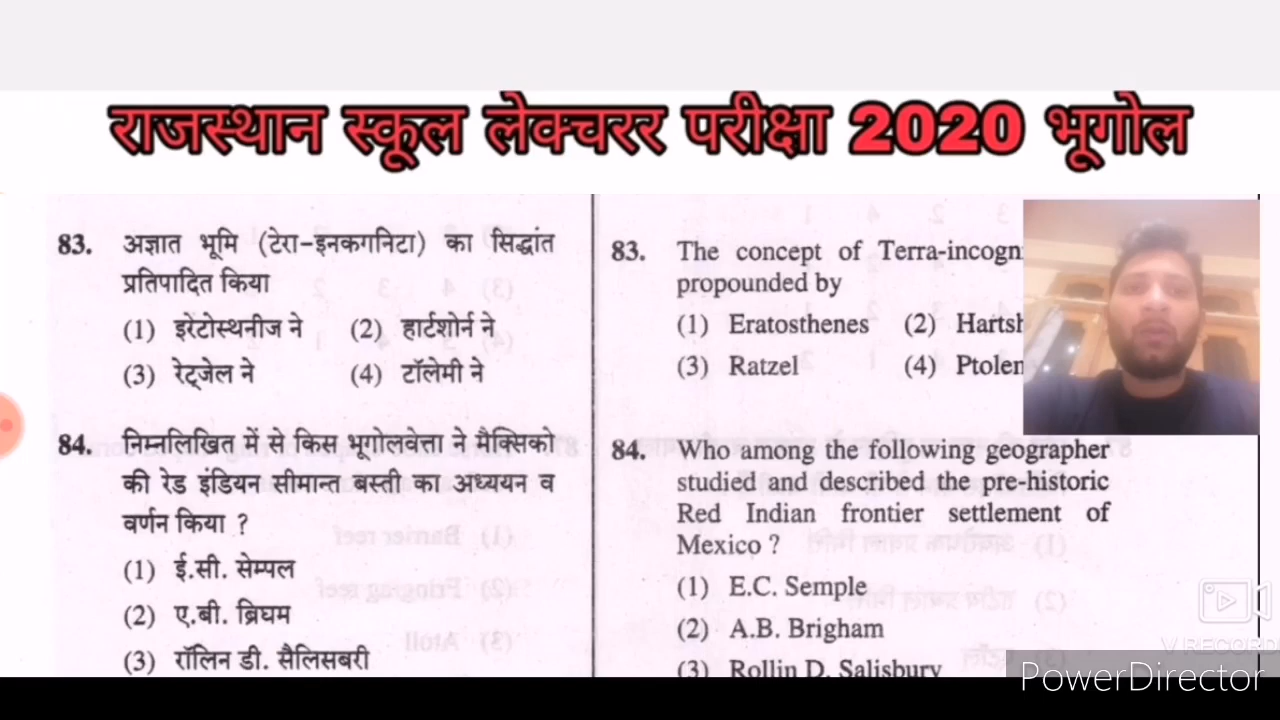 राजस्थान स्कूल लेक्चरर परीक्षा 2020 भूगोल
83. अज्ञात भूमि (टेरा-इनकगनिटा) का सिद्धांत
प्रतिपादित किया
(1) इरेंटोस्थनीज ने (2) हार्टशोर्न ने
(3) रेट्जेल ने (4) टॉलेमी ने
84. निम्नलिखित में से किस भूगोलवेत्ता ने मैक्सिको
की रेड इंडियन सीमान्त बस्ती का अध्ययन व
वर्णन किया ?
(1) ई.सी. सेम्पल
(2) ए.बी. ब्रिघम
(3) रॉलिन डी. सैलिसबरी
83. The concept of Terra-incogn
propounded by
(1) Eratosthenes (2) Hartsh
(3) Ratzel (4) Ptolem
84. Who among the following geographer
studied and described the pre-historic
Red Indian frontier settlement of
Mexico ?
(1) E.C. Semple
(2) A.B. Brigham
(3) Rollin D. Salisbury
V RECORD
PowerDirector